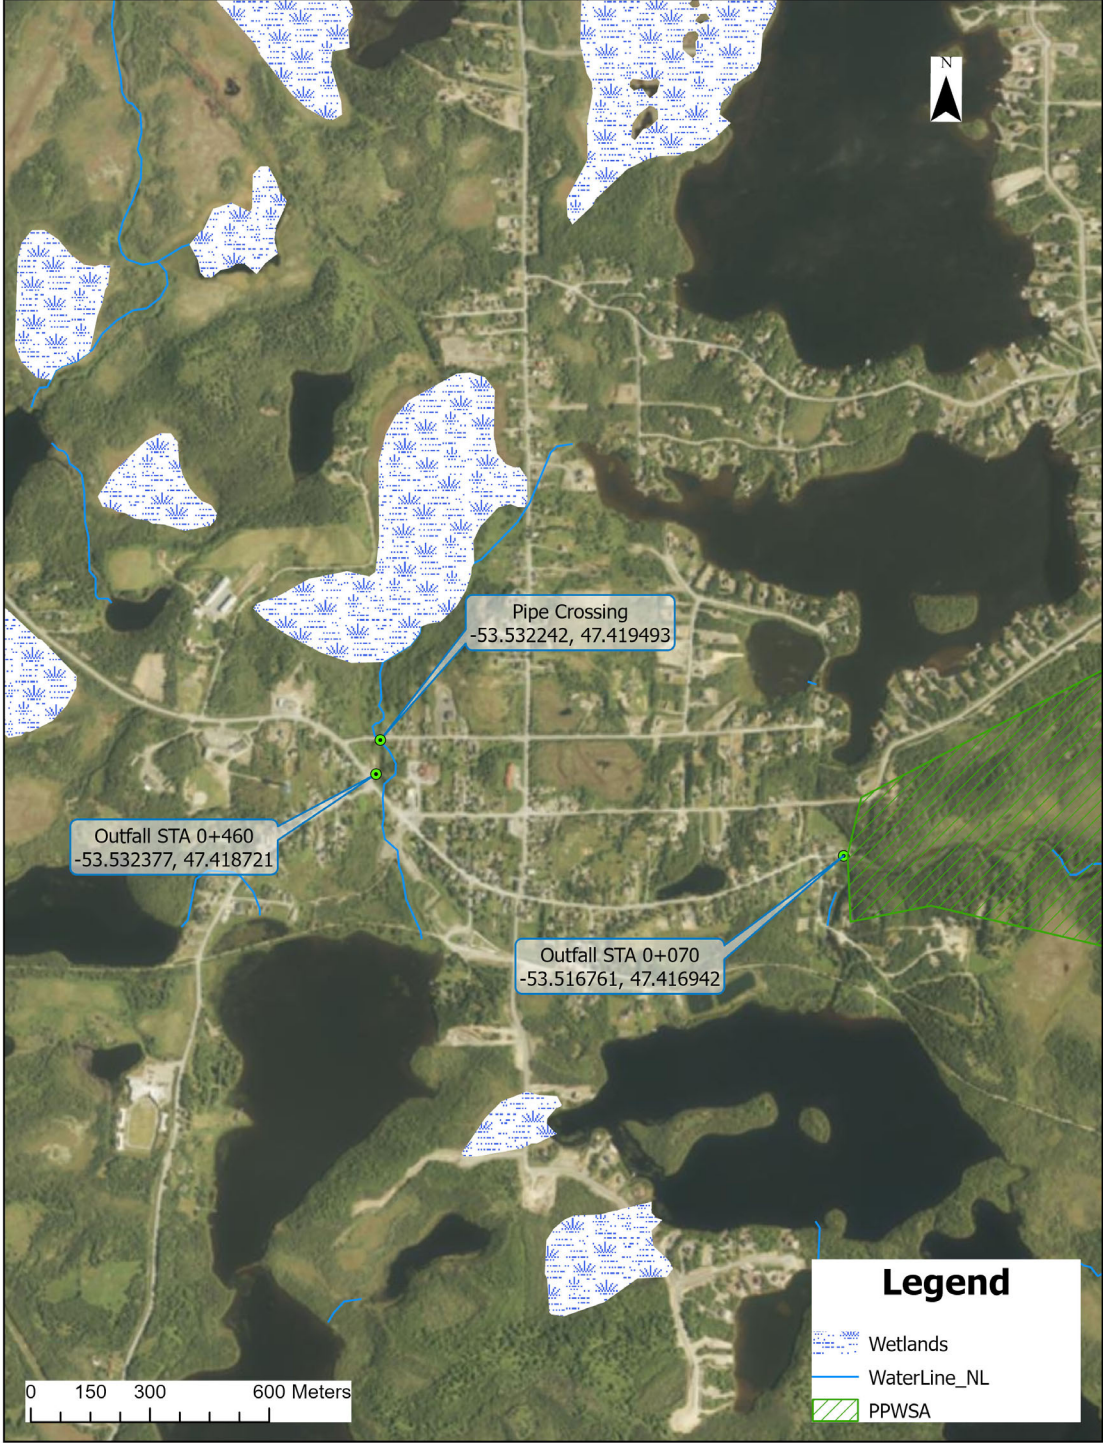 N
Pipe Crossing
-53.532242, 47.419493
Outfall STA 0+460
-53.532377, 47.418721
Outfall STA 0+070
-53.516761, 47.416942
Legend
Wetlands
WaterLine_NL
PPWSA
0 150 300 600 Meters